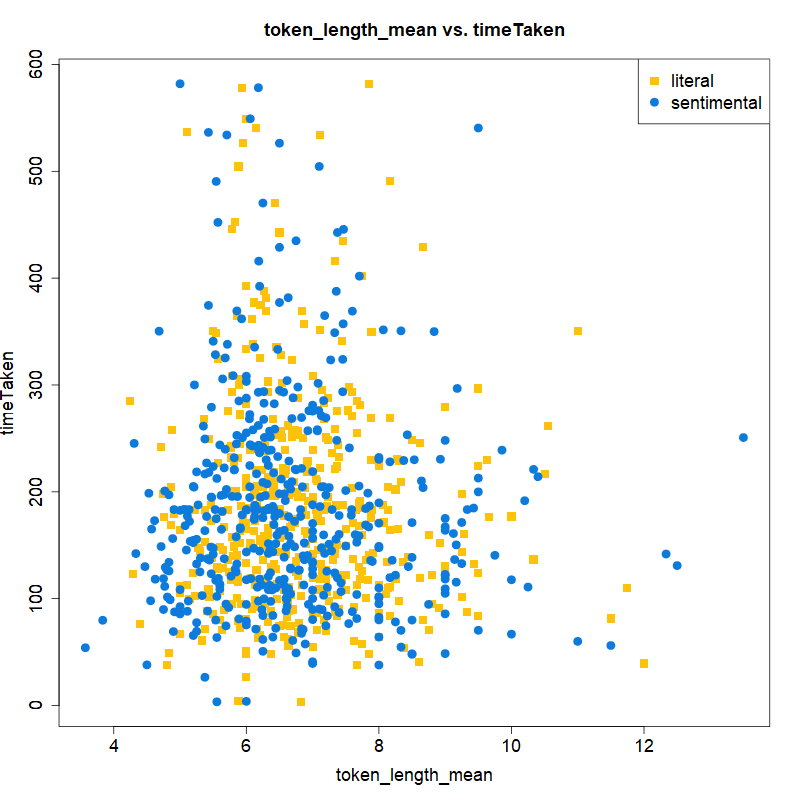 token_length_mean vs. timeTaken
literal
sentimental
600
500
400
300
200
100
0
timeTaken
4 6 8 10 12
token_length_mean